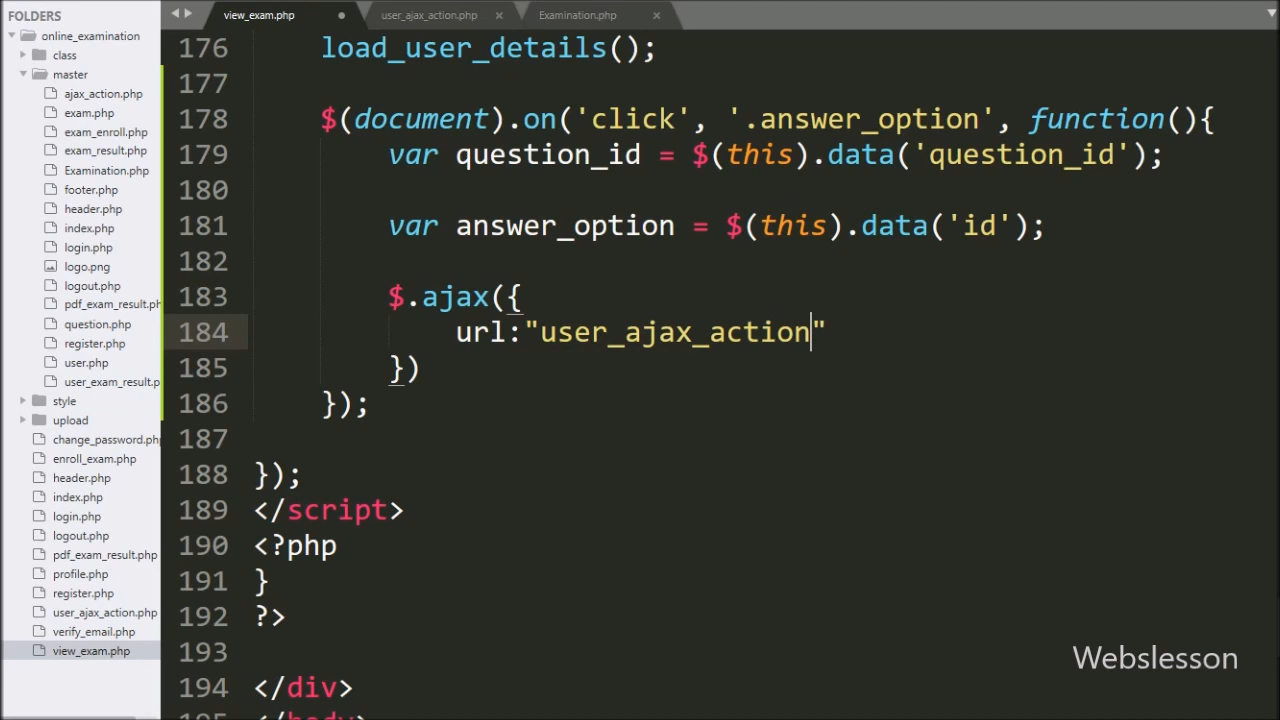 FOLDERS
online_examination
class
master
ajax_action.php
exam.php
exam_enroll.php
exam_result.php
Examination.php
footer.php
header.php
index.php
login.php
logo.png
logout.php
pdf_exam_result.ph
question.php
register.php
user.php
user_exam_result.p
style
upload
change_password.php
enroll_exam.php
header.php
index.php
login.php
logout.php
pdf_exam_result.php
profile.php
register.php
user_ajax_action.php
verify_email.php
view_exam.php
view_exam.php user_ajax_action.php Examination.php
176 load_user_details();
177
178 $(document).on('click', '.answer_option', function(){
179 var question_id = $(this).data('question_id');
180
181 var answer_option = $(this).data('id');
182
183 $.ajax({
184 url:"user_ajax_action"
185 })
186 });
187
188 });
189 </script>
190 <?php
191 }
192 ?>
193
194 </div>
195 </body>
Webslesson